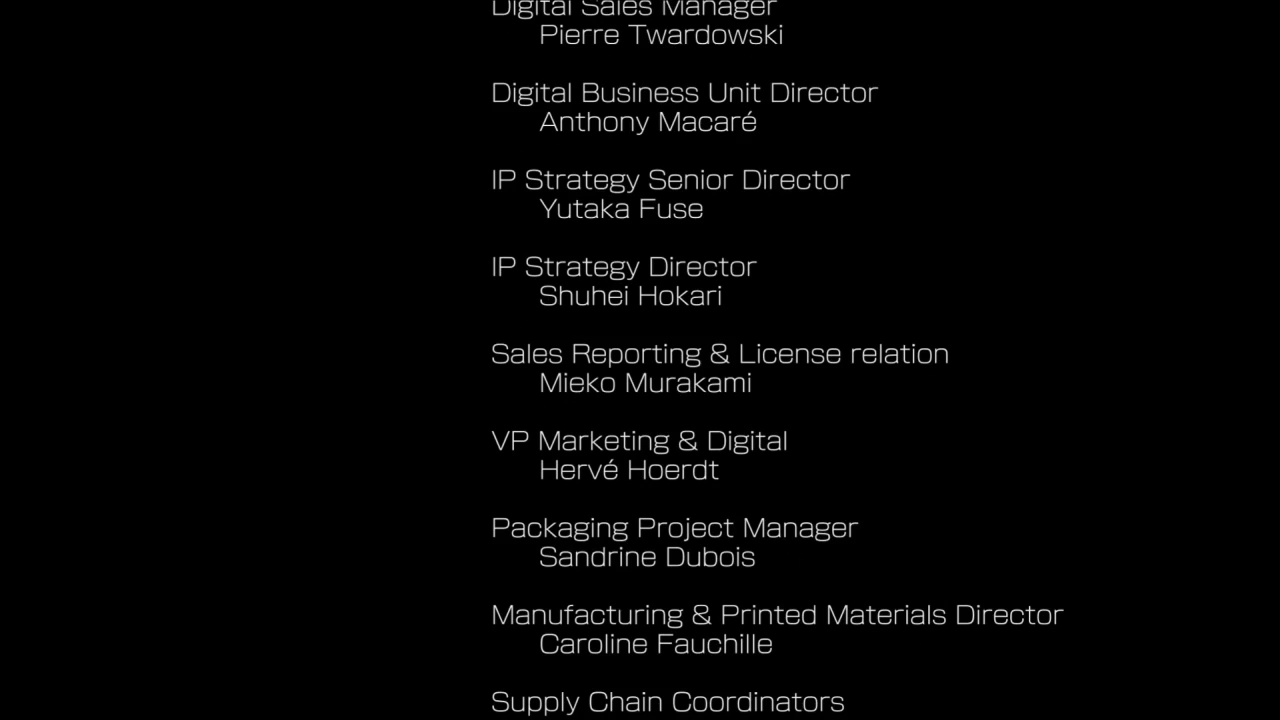 Digital Sales Manager
Pierre Twardowski
Digital Business Unit Director
Anthony Macaré
IP Strategy Senior Director
Yutaka Fuse
IP Strategy Director
Shuhei Hokari
Sales Reporting & License relation
Mieko Murakami
VP Marketing & Digital
Hervé Hoerdt
Packaging Project Manager
Sandrine Dubois
Manufacturing & Printed Materials Director
Caroline Fauchille
Supply Chain Coordinators